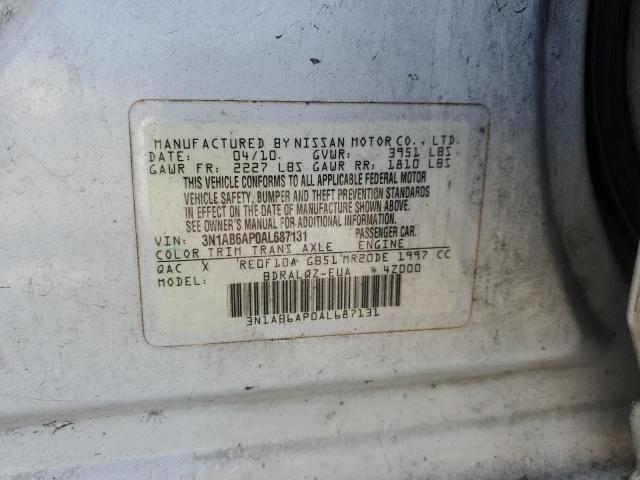 MANUFACTURED BY NISSAN MOTOR CO., LTD.
DATE: 04/10. GVWR: 3951 LBS
GAWR FR: 2227 LBS GAWR RR: 1810 LBS
THIS VEHICLE CONFORMS TO ALL APPLICABLE FEDERAL MOTOR
VEHICLE SAFETY, BUMPER AND THEFT PREVENTION STANDARDS
IN EFFECT ON THE DATE OF MANUFACTURE SHOWN ABOVE.
SEE OWNER'S MANUAL FOR ADDITIONAL INFORMATION.
VIN: 3N1AB6AP0AL687131 PASSENGER CAR.
COLOR TRIM TRANS AXLE ENGINE
QAC X RE0F10A GB51 MR20DE 1997 CC
BDRALQZ-EUA 4Z000
3N1AB6AP0AL687131